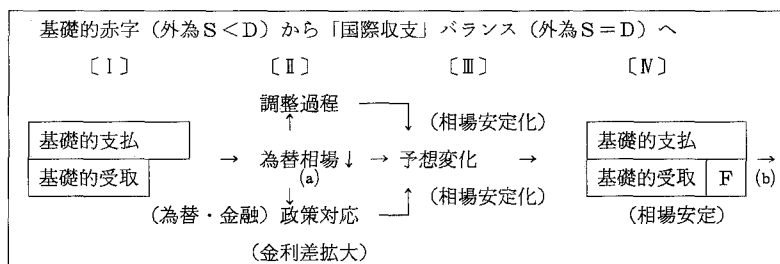 基礎的赤字（外為S＜D）から「国際収支」バランス（外為S＝D）へ
〔Ⅰ〕　〔Ⅱ〕　〔Ⅲ〕　〔Ⅳ〕
調整過程
（相場安定化）
基礎的支払　→　為替相場↓　→　予想変化　→　基礎的支払　→
基礎的受取　(a)　基礎的受取　F　(b)
（相場安定化）
（為替・金融）政策対応　（相場安定）
（金利差拡大）